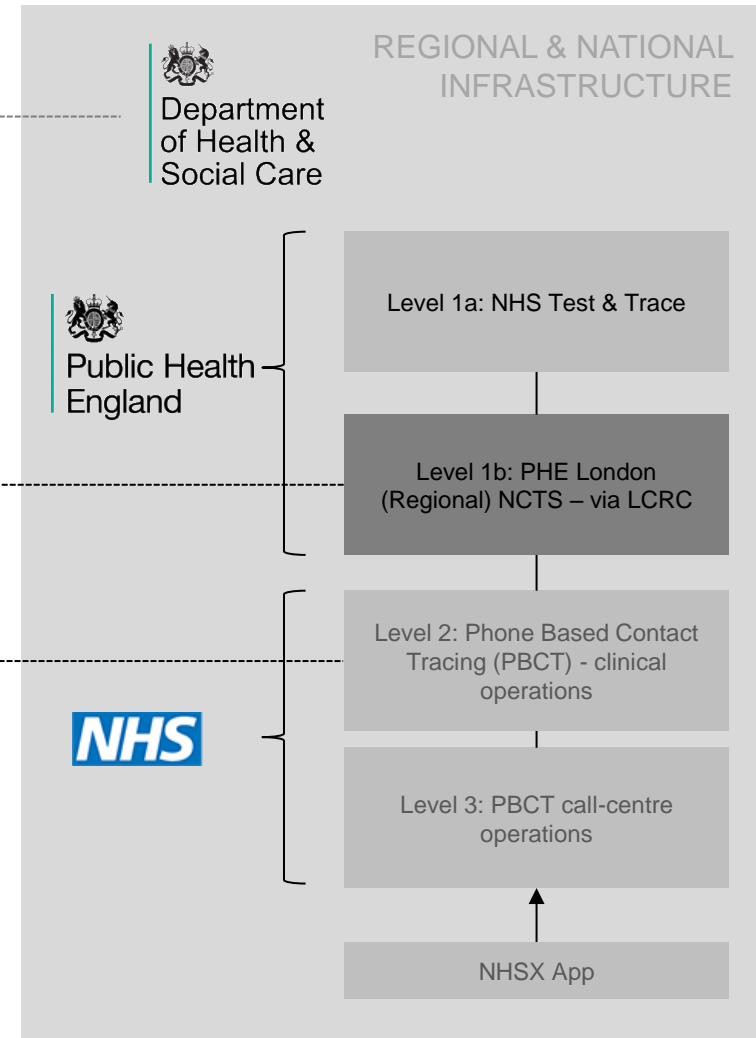 REGIONAL & NATIONAL
INFRASTRUCTURE
Department
of Health &
Social Care
Level 1a: NHS Test & Trace
Public Health
England
Level 1b: PHE London
(Regional) NCTS – via LCRC
Level 2: Phone Based Contact
Tracing (PBCT) - clinical
operations
NHS
Level 3: PBCT call-centre
operations
NHSX App